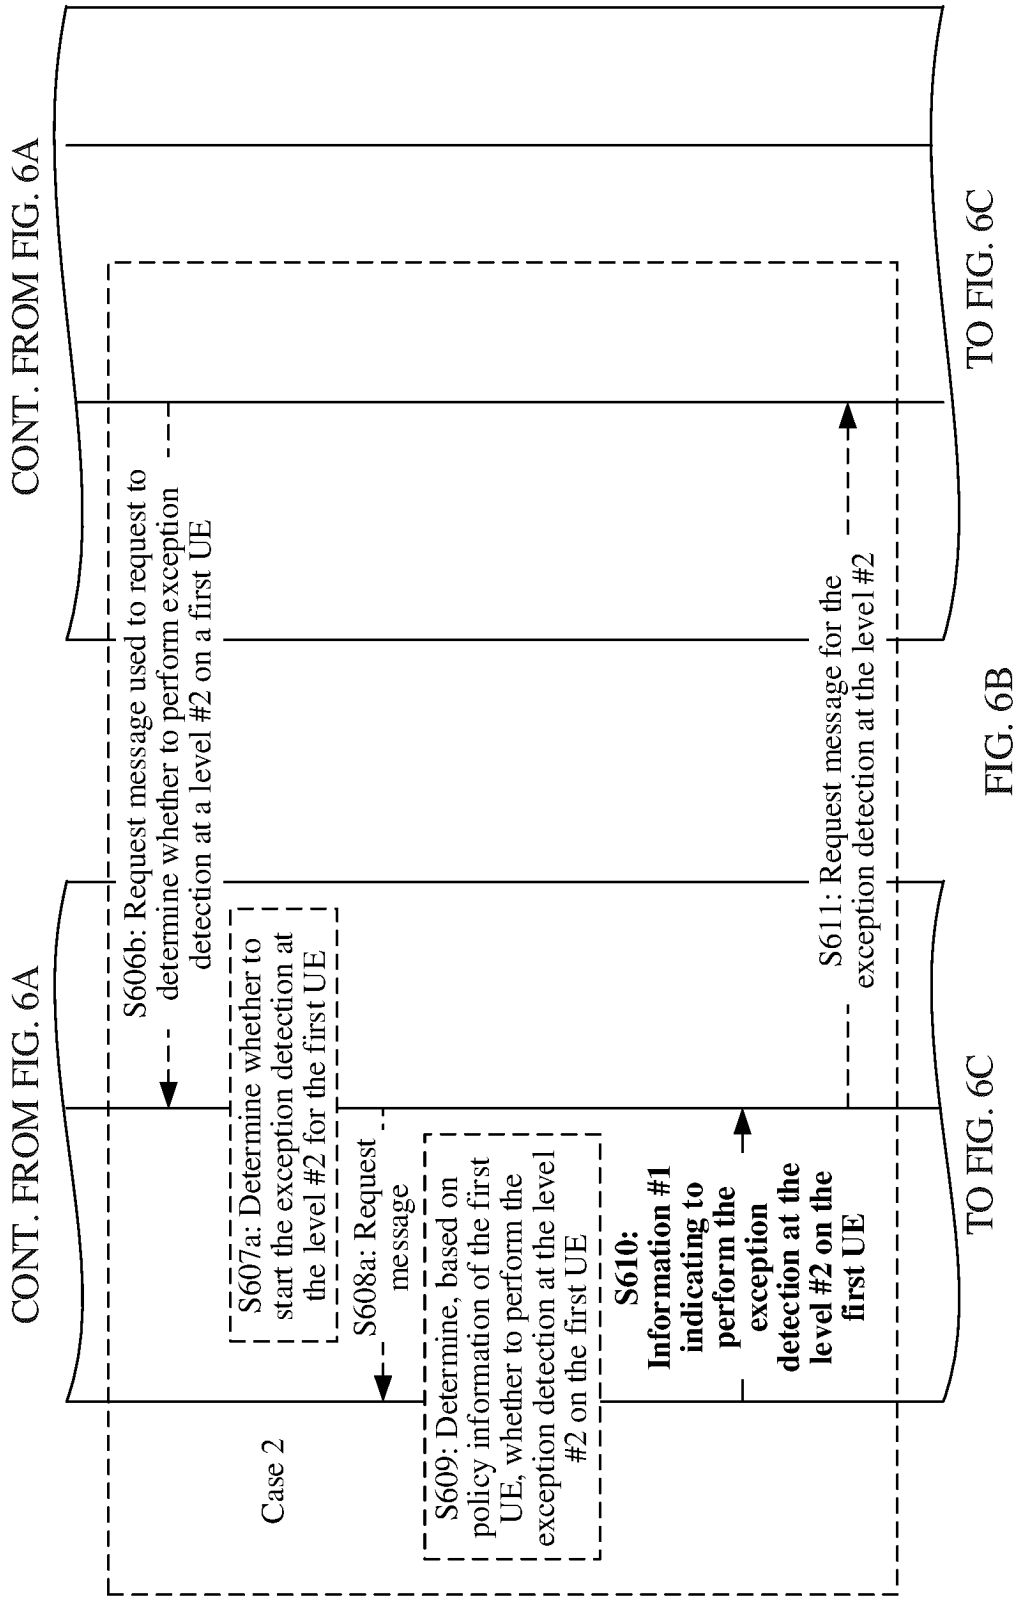 CONT. FROM FIG. 6A
CONT. FROM FIG. 6A
S606b: Request message used to request to
determine whether to perform exception
detection at a level #2 on a first UE
S607a: Determine whether to
start the exception detection at
the level #2 for the first UE
Case 2
S608a: Request
message
S609: Determine, based on
policy information of the first
UE, whether to perform the
exception detection at the level
#2 on the first UE
S610:
Information #1
indicating to
perform the
exception
detection at the
level #2 on the
first UE
S611: Request message for the
exception detection at the level #2
TO FIG. 6C
TO FIG. 6C
FIG. 6B